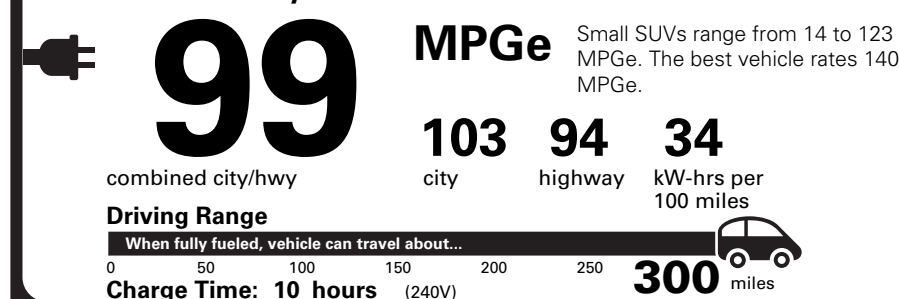 99
MPGe
Small SUVs range from 14 to 123
MPGe. The best vehicle rates 140
MPGe.
103 94 34
combined city/hwy city highway kW-hrs per
100 miles
Driving Range
When fully fueled, vehicle can travel about...
0 50 100 150 200 250 300 miles
Charge Time: 10 hours (240V)